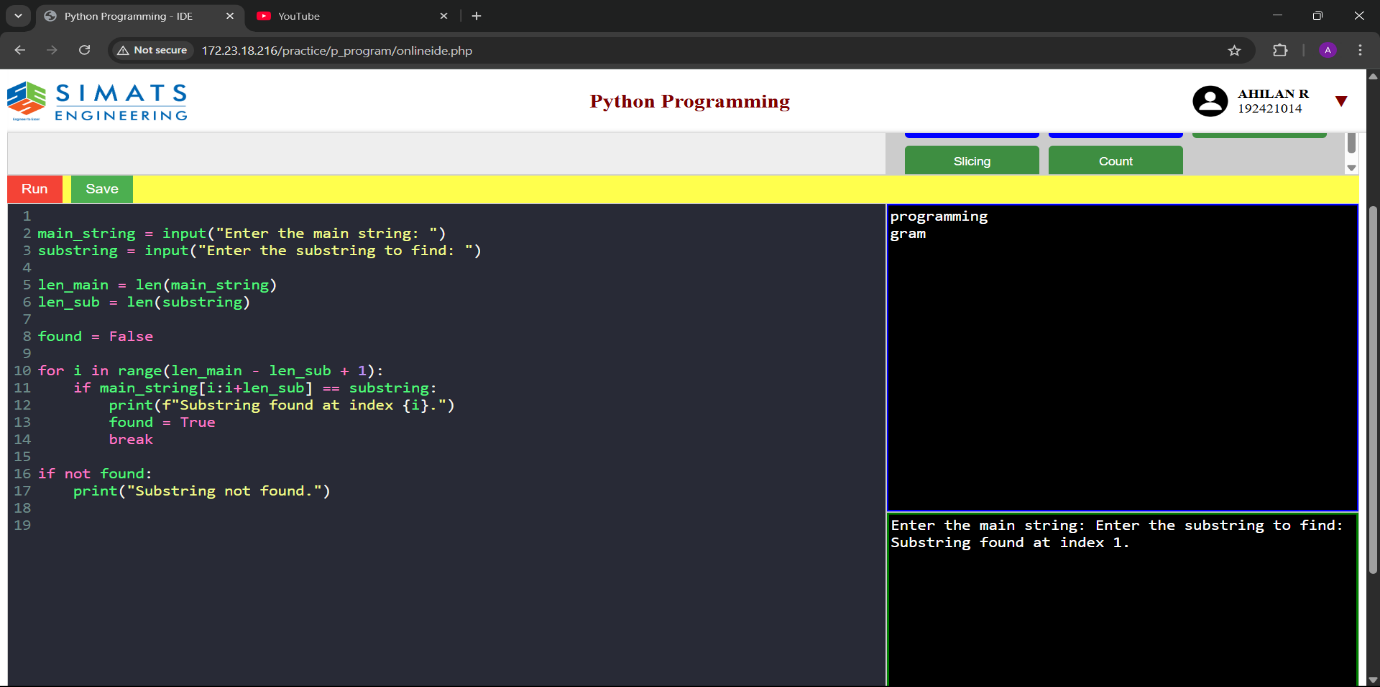 Python Programming - IDE
YouTube
Not secure
172.23.18.216/practice/p_program/onlineide.php
A
SIMATS
ENGINEERING
Python Programming
AHILAN R
192421014
Slicing
Count
Run
Save
1
2 main_string = input("Enter the main string: ")
3 substring = input("Enter the substring to find: ")
4
5 len_main = len(main_string)
6 len_sub = len(substring)
7
8 found = False
9
10 for i in range(len_main - len_sub + 1):
11     if main_string[i:i+len_sub] == substring:
12         print(f"Substring found at index {i}.")
13         found = True
14         break
15
16 if not found:
17     print("Substring not found.")
18
19
programming
gram
Enter the main string: Enter the substring to find:
Substring found at index 1.